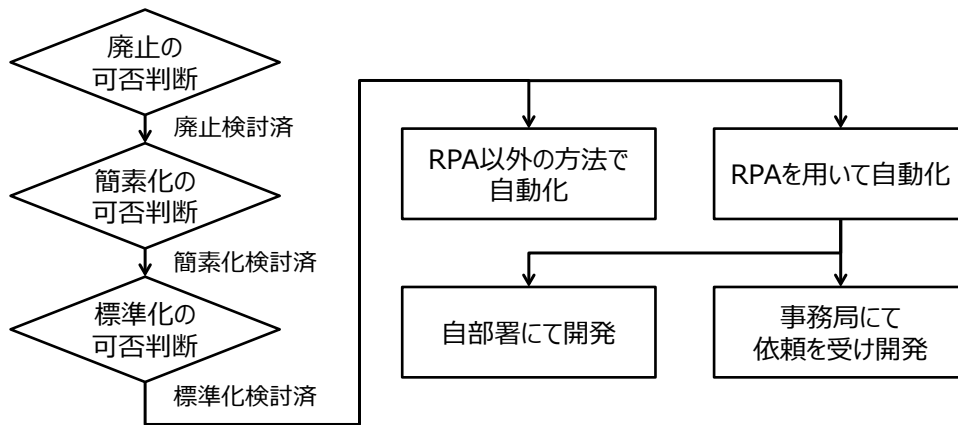 廃止の
可否判断
廃止検討済
簡素化の
可否判断
簡素化検討済
標準化の
可否判断
標準化検討済
RPA以外の方法で
自動化
RPAを用いて自動化
自部署にて開発
事務局にて
依頼を受け開発